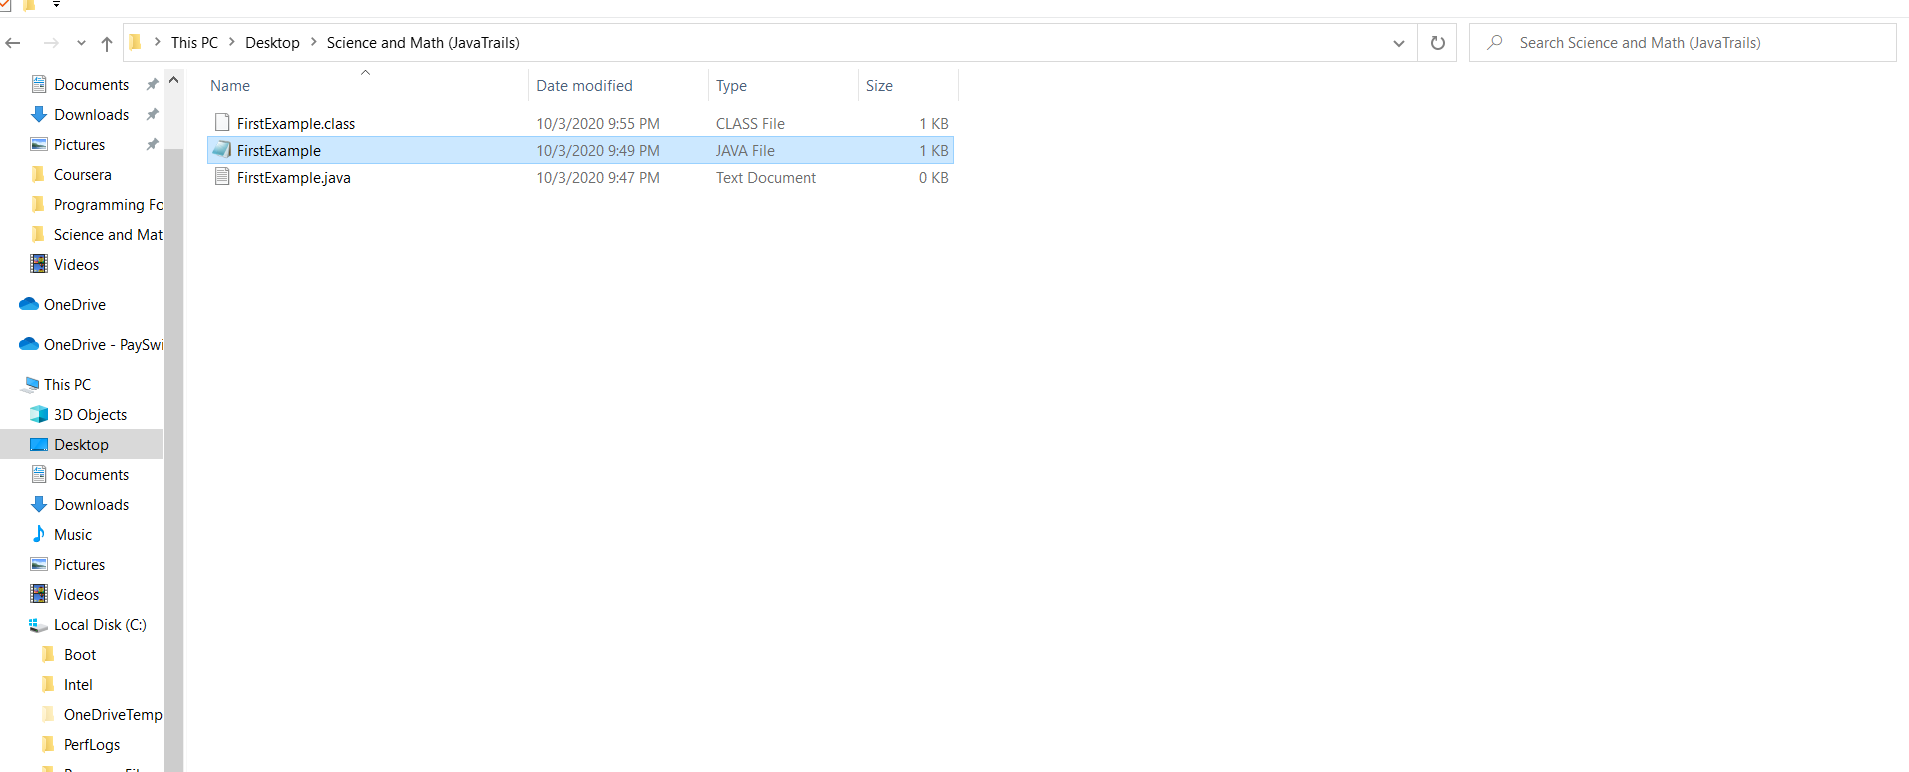 This PC > Desktop > Science and Math (JavaTrails)
Search Science and Math (JavaTrails)
Documents
Downloads
Pictures
Coursera
Programming Fo
Science and Mat
Videos
OneDrive
OneDrive - PaySwi
This PC
3D Objects
Desktop
Documents
Downloads
Music
Pictures
Videos
Local Disk (C:)
Boot
Intel
OneDriveTemp
PerfLogs
Name Date modified Type Size
FirstExample.class 10/3/2020 9:55 PM CLASS File 1 KB
FirstExample 10/3/2020 9:49 PM JAVA File 1 KB
FirstExample.java 10/3/2020 9:47 PM Text Document 0 KB